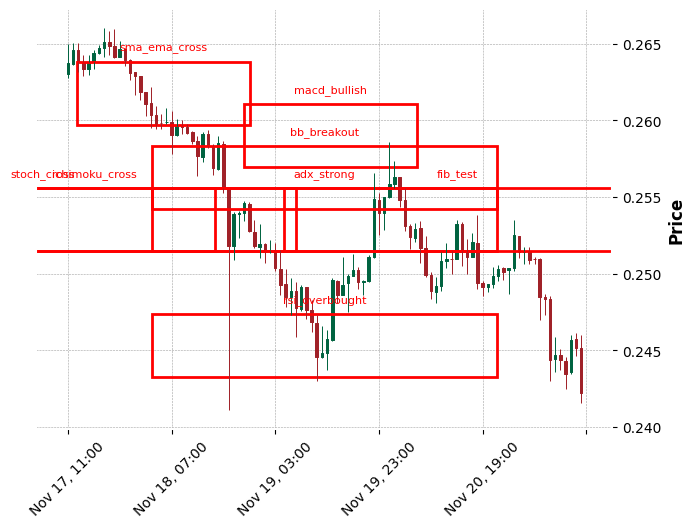 sma_ema_cross
macd_bullish
bb_breakout
stoch_cross
ichimoku_cross
adx_strong
fib_test
rsi_overbought
0.265
0.260
0.255
0.250
0.245
0.240
Price
Nov 17, 11:00
Nov 18, 07:00
Nov 19, 03:00
Nov 19, 23:00
Nov 20, 19:00